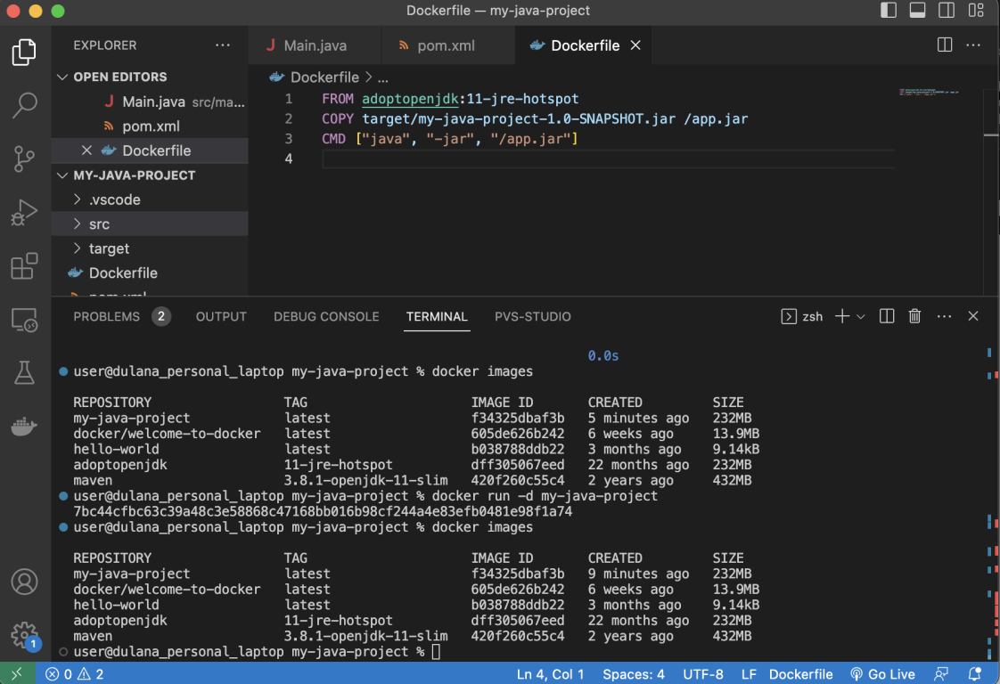 Dockerfile — my-java-project
EXPLORER
OPEN EDITORS
Main.java src/ma...
pom.xml
Dockerfile
MY-JAVA-PROJECT
.vscode
src
target
Dockerfile
pom.xml
Main.java
pom.xml
Dockerfile
Dockerfile > ...
1 FROM adoptopenjdk:11-jre-hotspot
2 COPY target/my-java-project-1.0-SNAPSHOT.jar /app.jar
3 CMD ["java", "-jar", "/app.jar"]
4
PROBLEMS 2 OUTPUT DEBUG CONSOLE TERMINAL PVS-STUDIO zsh
0.0s
user@dulana_personal_laptop my-java-project % docker images
REPOSITORY TAG IMAGE ID CREATED SIZE
my-java-project latest f34325dbaf3b 5 minutes ago 232MB
docker/welcome-to-docker latest 605de626b242 6 weeks ago 13.9MB
hello-world latest b038788ddb22 3 months ago 9.14kB
adoptopenjdk 11-jre-hotspot dff305067eed 22 months ago 232MB
maven 3.8.1-openjdk-11-slim 420f260c55c4 2 years ago 432MB
user@dulana_personal_laptop my-java-project % docker run -d my-java-project
7bc44cfbc63c39a48c3e58868c47168bb016b98cf244a4e83efb0481e98f1a74
user@dulana_personal_laptop my-java-project % docker images
REPOSITORY TAG IMAGE ID CREATED SIZE
my-java-project latest f34325dbaf3b 9 minutes ago 232MB
docker/welcome-to-docker latest 605de626b242 6 weeks ago 13.9MB
hello-world latest b038788ddb22 3 months ago 9.14kB
adoptopenjdk 11-jre-hotspot dff305067eed 22 months ago 232MB
maven 3.8.1-openjdk-11-slim 420f260c55c4 2 years ago 432MB
user@dulana_personal_laptop my-java-project %
1
0 2 Ln 4, Col 1 Spaces: 4 UTF-8 LF Dockerfile Go Live